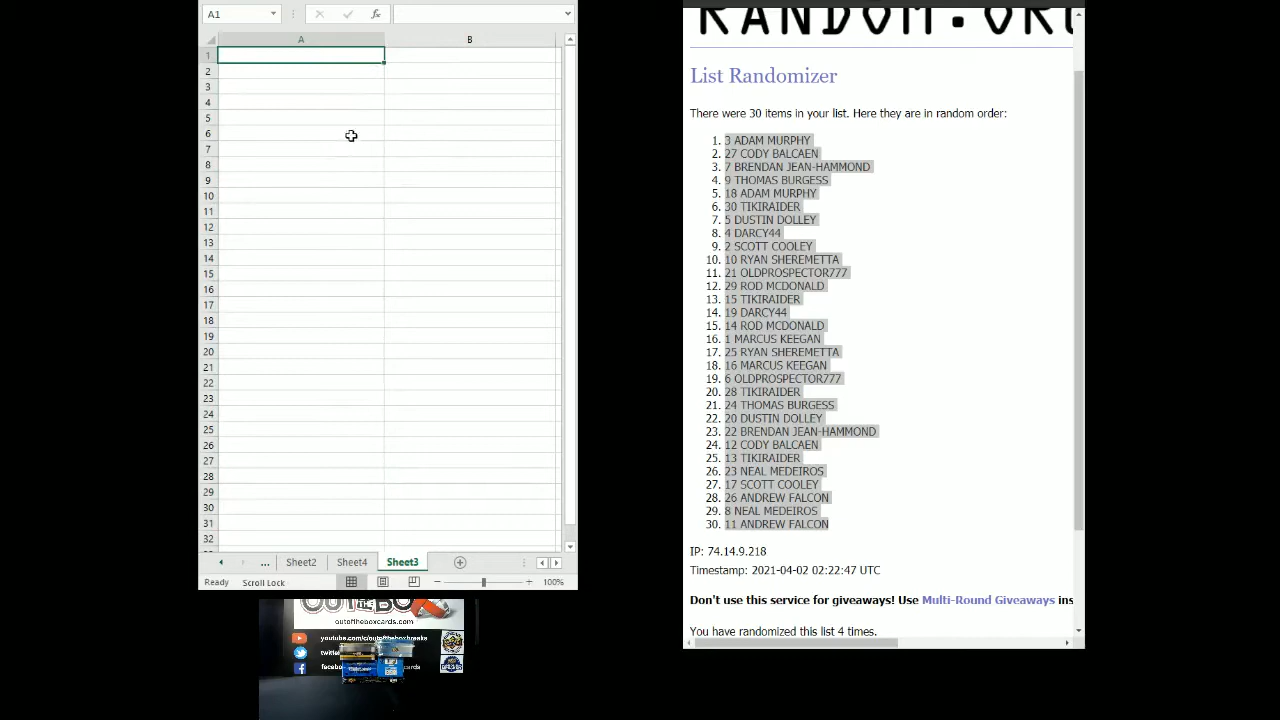 A1
fx
A B
1
2
3
4
5
6
7
8
9
10
11
12
13
14
15
16
17
18
19
20
21
22
23
24
25
26
27
28
29
30
31
32
... Sheet2 Sheet4 Sheet3
Ready Scroll Lock 100%
outoftheboxcards.com
youtube.com/c/outoftheboxbreaks
RANDOM.ORG
List Randomizer
There were 30 items in your list. Here they are in random order:
1. 3 ADAM MURPHY
2. 27 CODY BALCAEN
3. 7 BRENDAN JEAN-HAMMOND
4. 9 THOMAS BURGESS
5. 18 ADAM MURPHY
6. 30 TIKIRAIDER
7. 5 DUSTIN DOLLEY
8. 4 DARCY44
9. 2 SCOTT COOLEY
10. 10 RYAN SHEREMETTA
11. 21 OLDPROSPECTOR777
12. 29 ROD MCDONALD
13. 15 TIKIRAIDER
14. 19 DARCY44
15. 14 ROD MCDONALD
16. 1 MARCUS KEEGAN
17. 25 RYAN SHEREMETTA
18. 16 MARCUS KEEGAN
19. 6 OLDPROSPECTOR777
20. 28 TIKIRAIDER
21. 24 THOMAS BURGESS
22. 20 DUSTIN DOLLEY
23. 22 BRENDAN JEAN-HAMMOND
24. 12 CODY BALCAEN
25. 13 TIKIRAIDER
26. 23 NEAL MEDEIROS
27. 17 SCOTT COOLEY
28. 26 ANDREW FALCON
29. 8 NEAL MEDEIROS
30. 11 ANDREW FALCON
IP: 74.14.9.218
Timestamp: 2021-04-02 02:22:47 UTC
Don't use this service for giveaways! Use Multi-Round Giveaways ins
You have randomized this list 4 times.